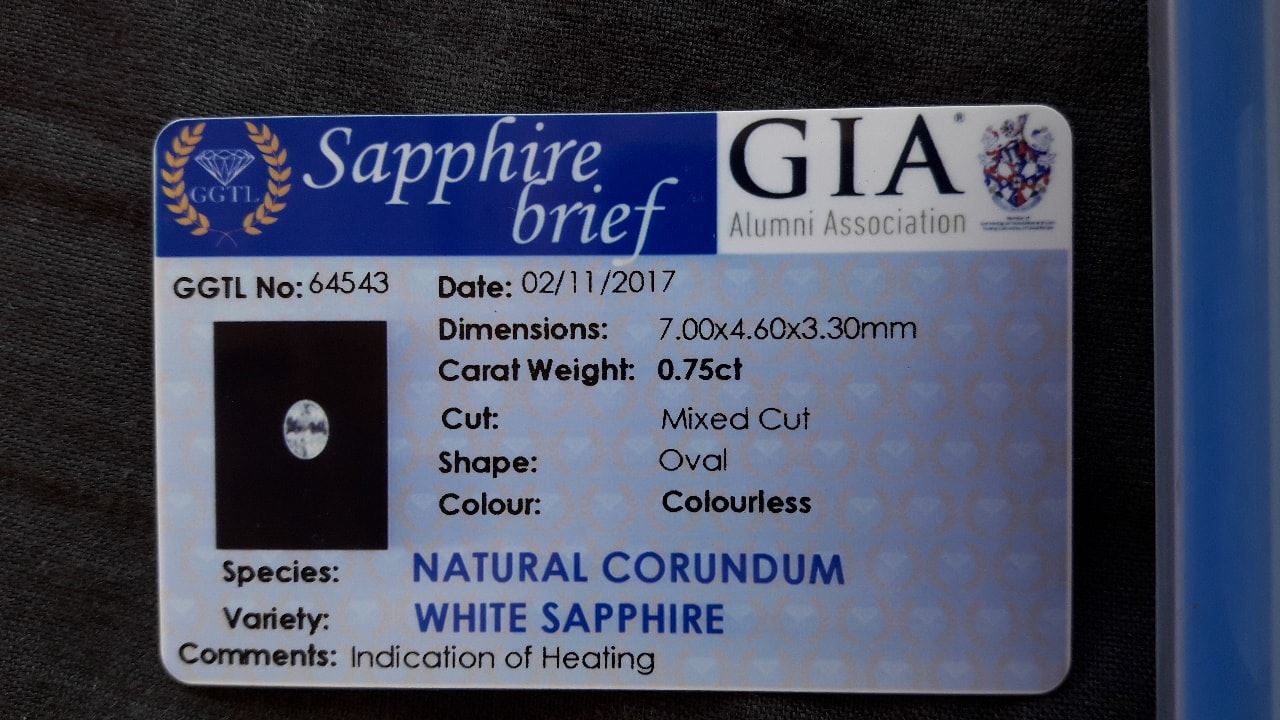 GGTL
Sapphire
brief
GIA®
Alumni Association
GGTL No: 64543
Date: 02/11/2017
Dimensions: 7.00x4.60x3.30mm
Carat Weight: 0.75ct
Cut: Mixed Cut
Shape: Oval
Colour: Colourless
Species: NATURAL CORUNDUM
Variety: WHITE SAPPHIRE
Comments: Indication of Heating